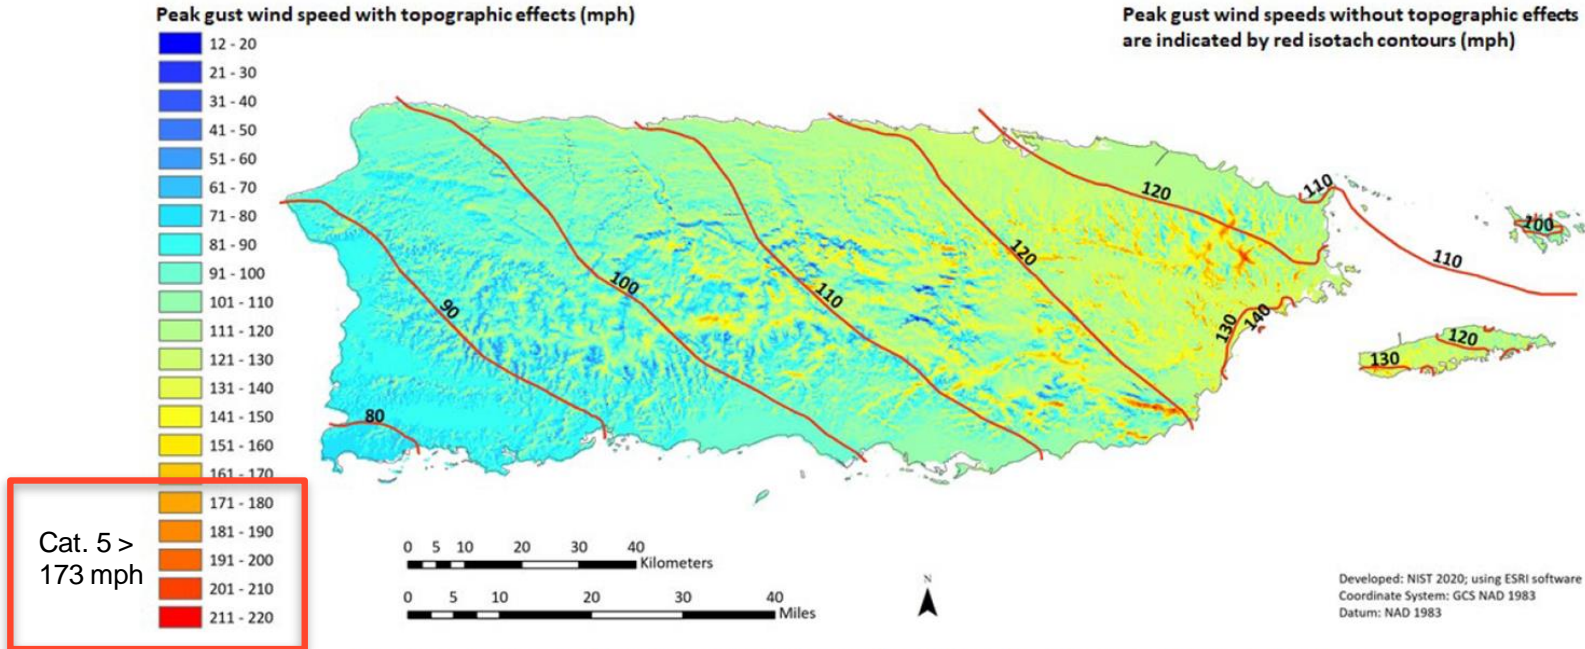 Peak gust wind speed with topographic effects (mph)
12 - 20
21 - 30
31 - 40
41 - 50
51 - 60
61 - 70
71 - 80
81 - 90
91 - 100
101 - 110
111 - 120
121 - 130
131 - 140
141 - 150
151 - 160
161 - 170
171 - 180
181 - 190
191 - 200
201 - 210
211 - 220
Cat. 5 >
173 mph
Peak gust wind speeds without topographic effects
are indicated by red isotach contours (mph)
80
90
100
110
120
120
110
130
140
110
100
120
130
0 5 10 20 30 40
Kilometers
0 5 10 20 30 40
Miles
N
Developed: NIST 2020; using ESRI software
Coordinate System: GCS NAD 1983
Datum: NAD 1983